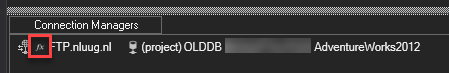 Connection Managers
fx FTP.nluug.nl (project) OLDDB AdventureWorks2012